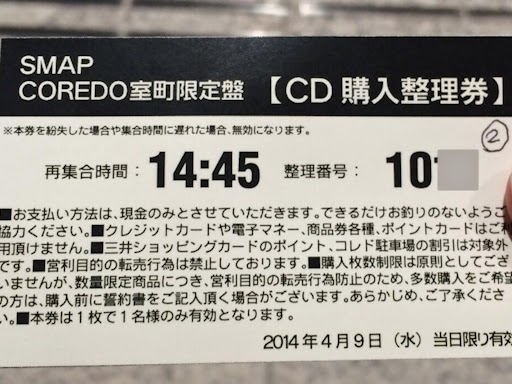 SMAP
COREDO室町限定盤 【CD 購入整理券】
※本券を紛失した場合や集合時間に遅れた場合、無効になります。
②
再集合時間： 14:45 整理番号： 10
■お支払い方法は、現金のみとさせていただきます。できるだけお釣りのないようご
協力ください。■クレジットカードや電子マネー、商品券各種、ポイントカードはご利
用頂けません。■三井ショッピングカードのポイント、コレド駐車場の割引は対象外
です。■営利目的の転売行為は禁止しております。■購入枚数制限は原則としてござ
いませんが、数量限定商品につき、営利目的の転売行為防止のため、多数購入をご希望
の方は、購入前に誓約書をご記入頂く場合がございます。あらかじめ、ご了承くださ
い。■本券は1枚で1名様のみ有効となります。
2014年4月9日（水）当日限り有効